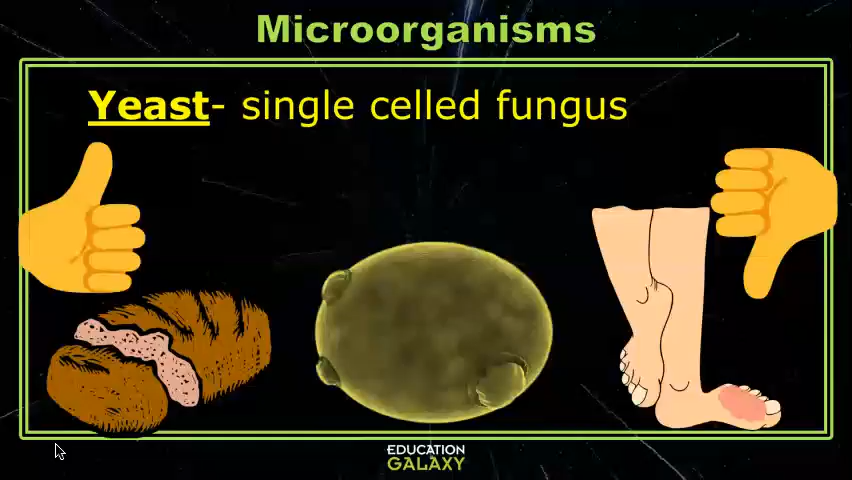 Microorganisms
Yeast- single celled fungus
EDUCATION
GALAXY